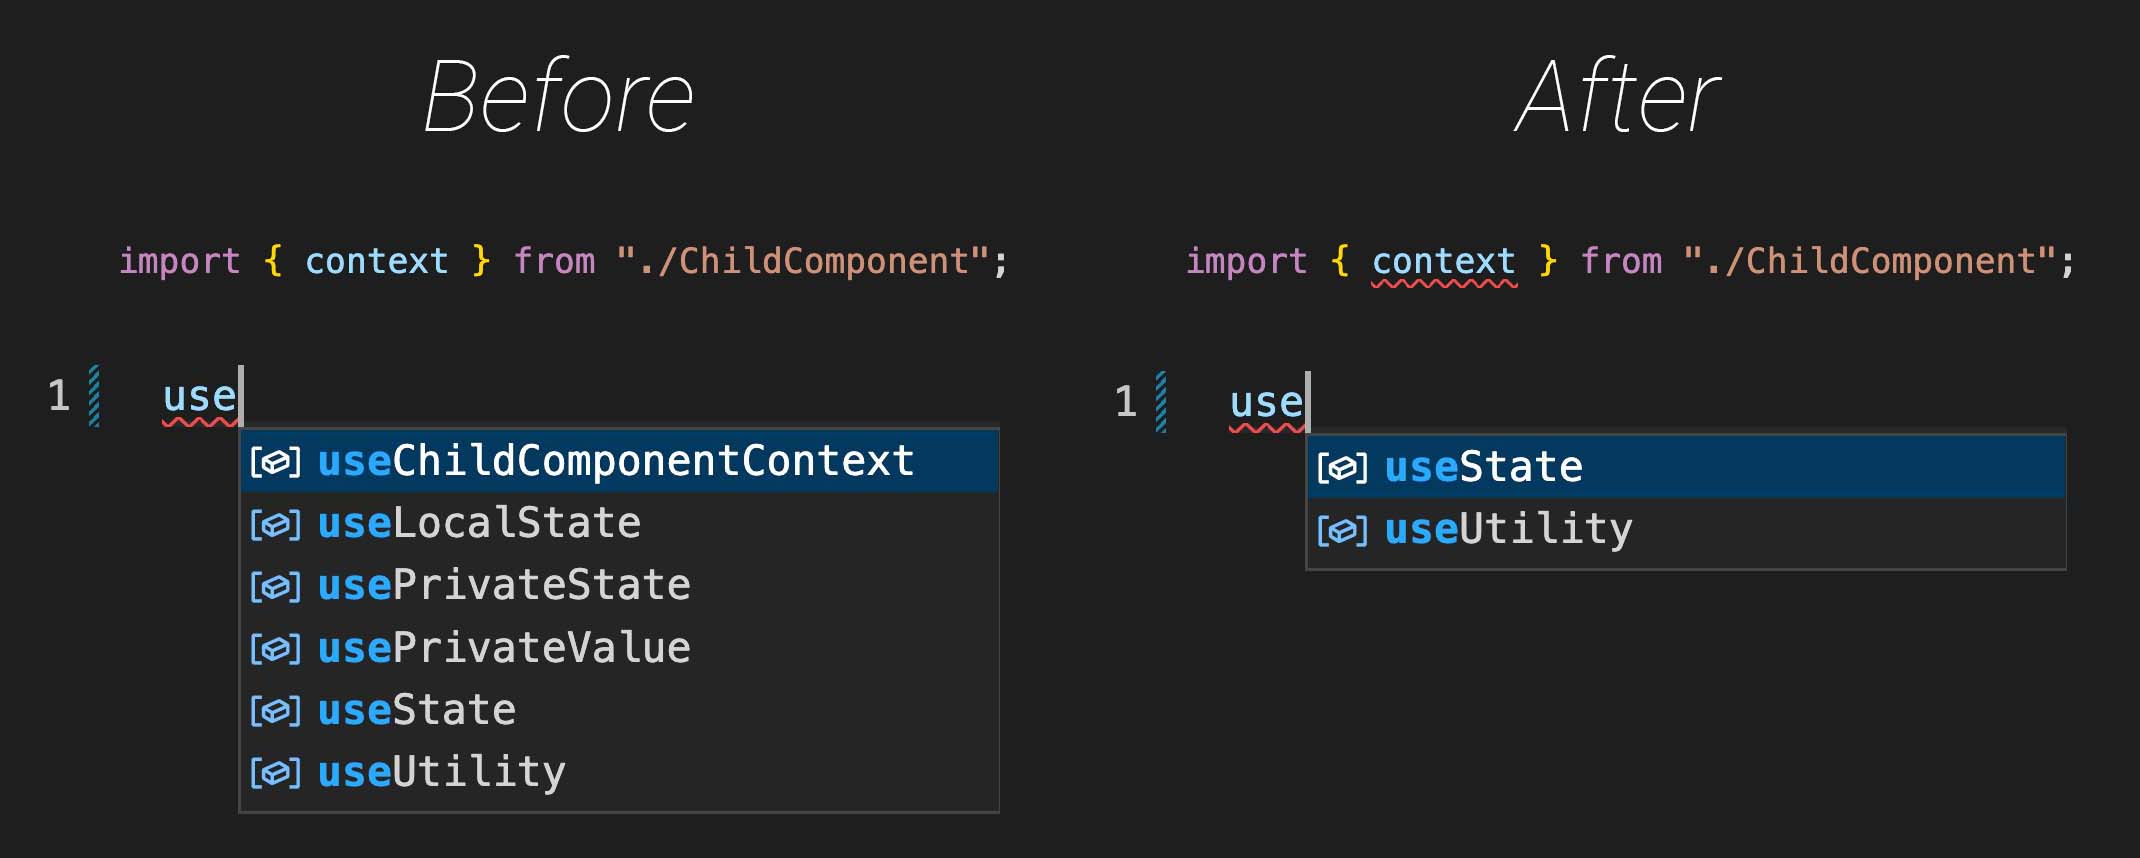 Before
import { context } from "./ChildComponent";
1 use
useChildComponentContext
useLocalState
usePrivateState
usePrivateValue
useState
useUtility
After
import { context } from "./ChildComponent";
1 use
useState
useUtility